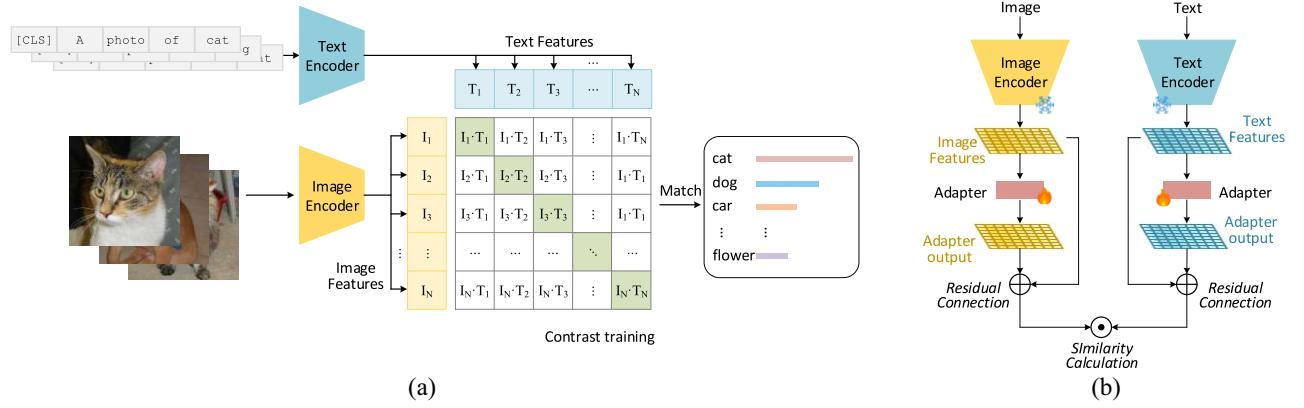 [CLS] A photo of cat
Text
Encoder
Text Features
...
T1 T2 T3 ... TN
Image
Encoder
Image
Features
I1 I1·T1 I1·T2 I1·T3 ⋮ I1·TN
I2 I2·T1 I2·T2 I2·T3 ⋮ I1·T1
I3 I3·T1 I3·T2 I3·T3 ⋮ I1·T1
⋮ ⋮ ... ... ... ⋱ ...
IN IN·T1 IN·T2 IN·T3 ⋮ IN·TN
Contrast training
Match
cat
dog
car
⋮ ⋮
flower
(a)
Image
Image
Encoder
Image
Features
Adapter
Adapter
output
Residual
Connection
Text
Text
Encoder
Text
Features
Adapter
Adapter
output
Residual
Connection
SImilarity
Calculation
(b)